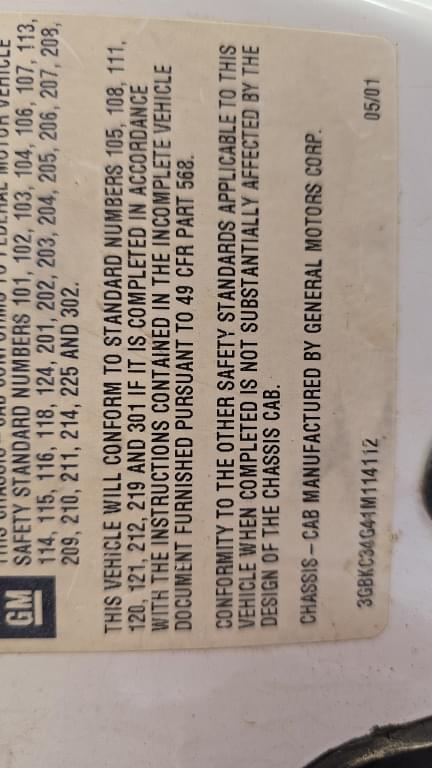 GM
SAFETY STANDARD NUMBERS 101, 102, 103, 104, 106, 107, 113,
114, 115, 116, 118, 124, 201, 202, 203, 204, 205, 206, 207, 208,
209, 210, 211, 214, 225 AND 302.
THIS VEHICLE WILL CONFORM TO STANDARD NUMBERS 105, 108, 111,
120, 121, 212, 219 AND 301 IF IT IS COMPLETED IN ACCORDANCE
WITH THE INSTRUCTIONS CONTAINED IN THE INCOMPLETE VEHICLE
DOCUMENT FURNISHED PURSUANT TO 49 CFR PART 568.
CONFORMITY TO THE OTHER SAFETY STANDARDS APPLICABLE TO THIS
VEHICLE WHEN COMPLETED IS NOT SUBSTANTIALLY AFFECTED BY THE
DESIGN OF THE CHASSIS CAB.
CHASSIS-CAB MANUFACTURED BY GENERAL MOTORS CORP.
3GBKC34G41M114112 05/01